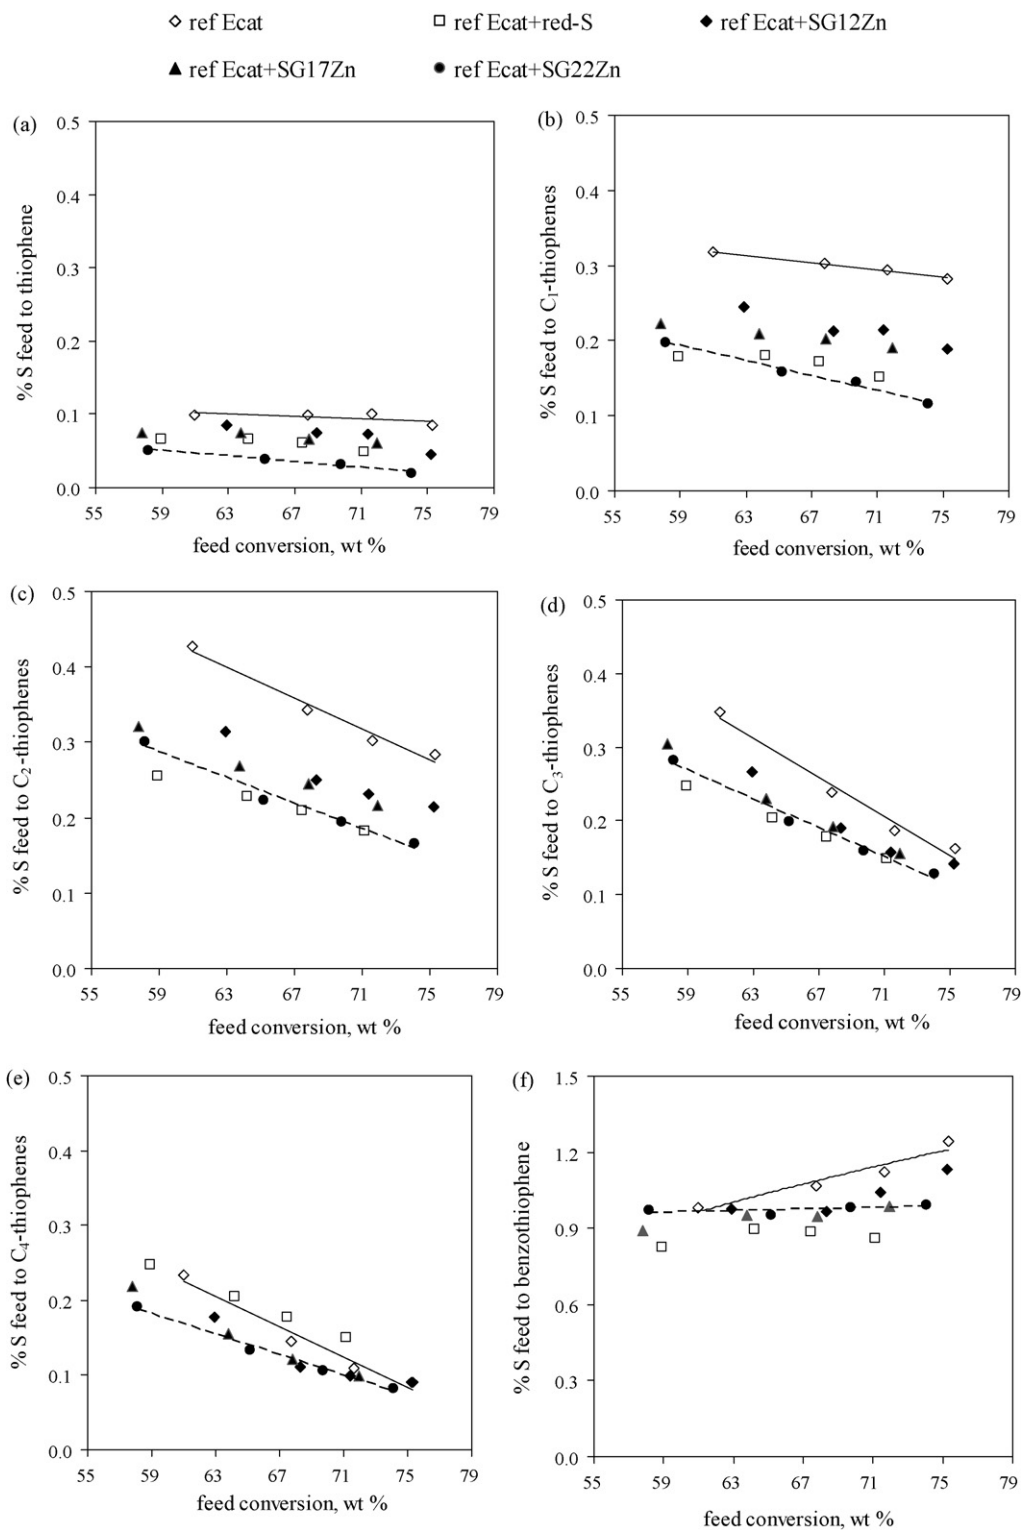 ref Ecat
ref Ecat+red-S
ref Ecat+SG12Zn
ref Ecat+SG17Zn
ref Ecat+SG22Zn
(a)
% S feed to thiophene
0.5
0.4
0.3
0.2
0.1
0.0
55 59 63 67 71 75 79
feed conversion, wt %
(b)
% S feed to C₁-thiophenes
0.5
0.4
0.3
0.2
0.1
0.0
55 59 63 67 71 75 79
feed conversion, wt %
(c)
% S feed to C₂-thiophenes
0.5
0.4
0.3
0.2
0.1
0.0
55 59 63 67 71 75 79
feed conversion, wt %
(d)
% S feed to C₃-thiophenes
0.5
0.4
0.3
0.2
0.1
0.0
55 59 63 67 71 75 79
feed conversion, wt %
(e)
% S feed to C₄-thiophenes
0.5
0.4
0.3
0.2
0.1
0.0
55 59 63 67 71 75 79
feed conversion, wt %
(f)
% S feed to benzothiophene
1.5
1.2
0.9
0.6
0.3
0.0
55 59 63 67 71 75 79
feed conversion, wt %